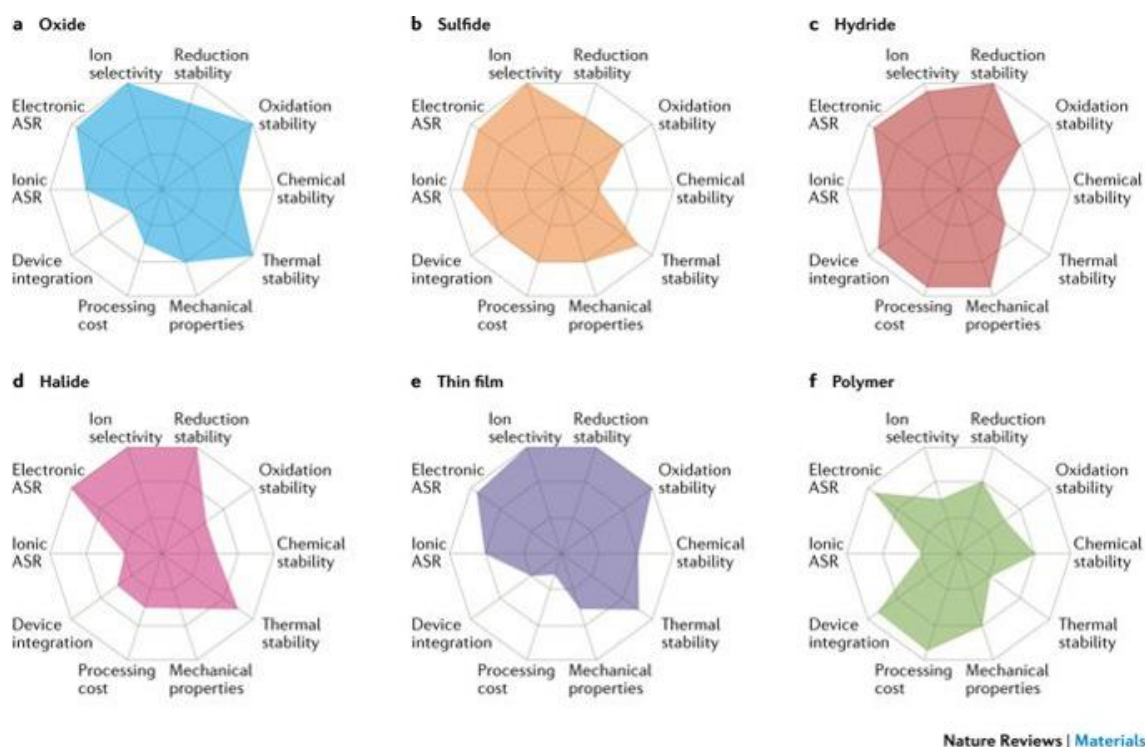 a Oxide
Ion
selectivity
Reduction
stability
Electronic
ASR
Oxidation
stability
Ionic
ASR
Chemical
stability
Device
integration
Thermal
stability
Processing
cost
Mechanical
properties
b Sulfide
Ion
selectivity
Reduction
stability
Electronic
ASR
Oxidation
stability
Ionic
ASR
Chemical
stability
Device
integration
Thermal
stability
Processing
cost
Mechanical
properties
c Hydride
Ion
selectivity
Reduction
stability
Electronic
ASR
Oxidation
stability
Ionic
ASR
Chemical
stability
Device
integration
Thermal
stability
Processing
cost
Mechanical
properties
d Halide
Ion
selectivity
Reduction
stability
Electronic
ASR
Oxidation
stability
Ionic
ASR
Chemical
stability
Device
integration
Thermal
stability
Processing
cost
Mechanical
properties
e Thin film
Ion
selectivity
Reduction
stability
Electronic
ASR
Oxidation
stability
Ionic
ASR
Chemical
stability
Device
integration
Thermal
stability
Processing
cost
Mechanical
properties
f Polymer
Ion
selectivity
Reduction
stability
Electronic
ASR
Oxidation
stability
Ionic
ASR
Chemical
stability
Device
integration
Thermal
stability
Processing
cost
Mechanical
properties
Nature Reviews | Materials